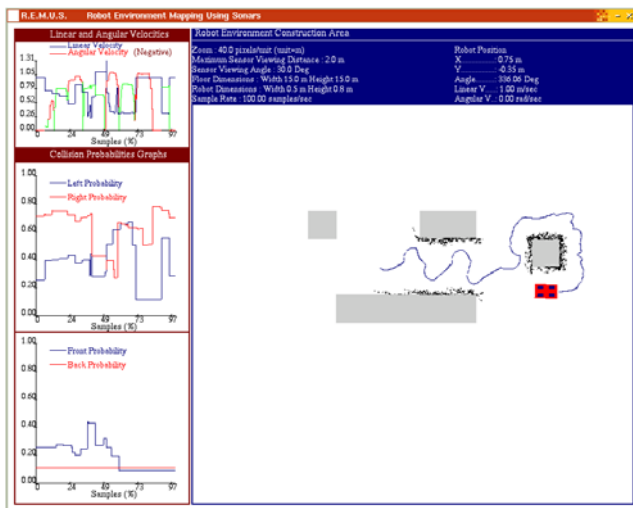 R.E.M.U.S. Robot Environment Mapping Using Sonars
Linear and Angular Velocities
Linear Velocity
Angular Velocity (Negative)
1.31
1.05
0.79
0.52
0.26
0.00
0 24 49 73 97
Samples (%)
Collision Probabilities Graphs
1.00
Left Probability
Right Probability
0.80
0.60
0.40
0.20
0.00
0 24 49 73 97
Samples (%)
1.00
Front Probability
Back Probability
0.80
0.60
0.40
0.20
0.00
0 24 49 73 97
Samples (%)
Robot Environment Construction Area
Zoom : 40.0 pixels/unit (unit=m)
Maximum Sensor Viewing Distance : 2.0 m
Sensor Viewing Angle : 30.0 Deg
Floor Dimensions : Width 15.0 m Height 15.0 m
Robot Dimensions : Width 0.5 m Height 0.8 m
Sample Rate : 100.00 samples/sec
Robot Position
X............: 0.75 m
Y............: -0.35 m
Angle.......: 336.06 Deg
Linear V....: 1.00 m/sec
Angular V..: 0.00 rad/sec